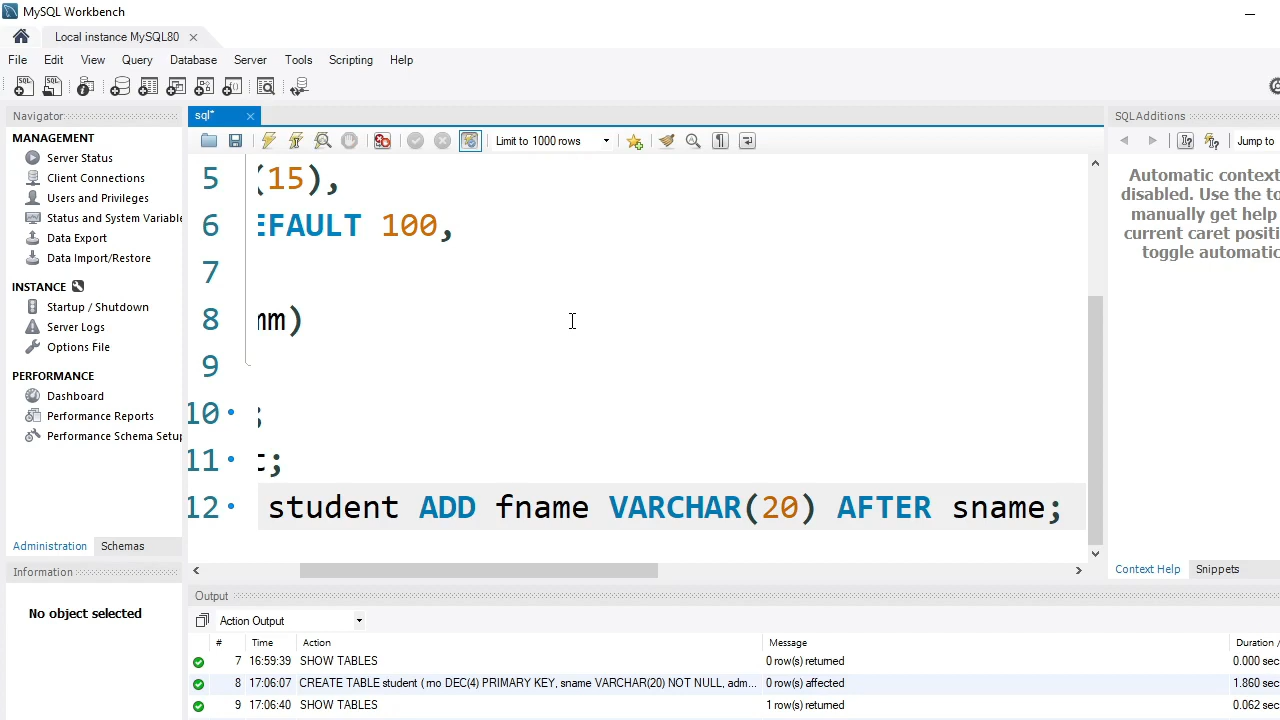 MySQL Workbench
Local instance MySQL80
File Edit View Query Database Server Tools Scripting Help
Navigator
MANAGEMENT
Server Status
Client Connections
Users and Privileges
Status and System Variable
Data Export
Data Import/Restore
INSTANCE
Startup / Shutdown
Server Logs
Options File
PERFORMANCE
Dashboard
Performance Reports
Performance Schema Setup
Administration Schemas
Information
No object selected
sql*
Limit to 1000 rows
5 (15),
6 EFAULT 100,
7
8 mm)
9
10 ;
11 t;
12 student ADD fname VARCHAR(20) AFTER sname;
SQLAdditions
Jump to
Automatic context
disabled. Use the to
manually get help
current caret positi
toggle automatic
Context Help Snippets
Output
Action Output
# Time Action Message Duration /
7 16:59:39 SHOW TABLES 0 row(s) returned 0.000 sec
8 17:06:07 CREATE TABLE student ( rno DEC(4) PRIMARY KEY, sname VARCHAR(20) NOT NULL, adm... 0 row(s) affected 1.860 sec
9 17:06:40 SHOW TABLES 1 row(s) returned 0.062 sec